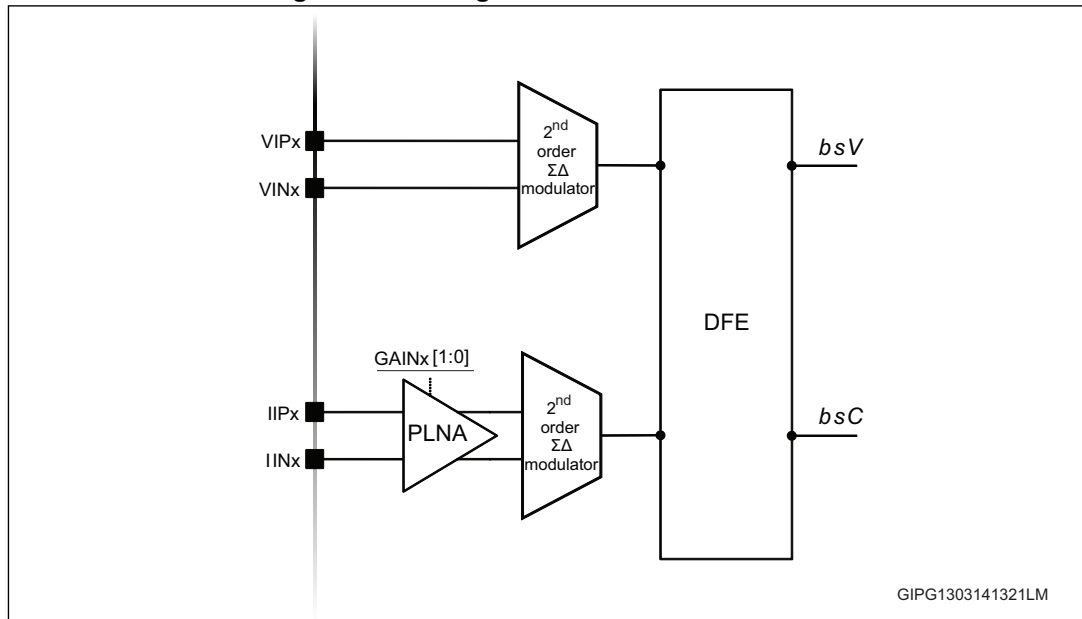 VIPx
VINx
2nd
order
ΣΔ
modulator
bsV
DFE
GAINx [1:0]
IIPx
IINx
PLNA
2nd
order
ΣΔ
modulator
bsC
GIPG1303141321LM